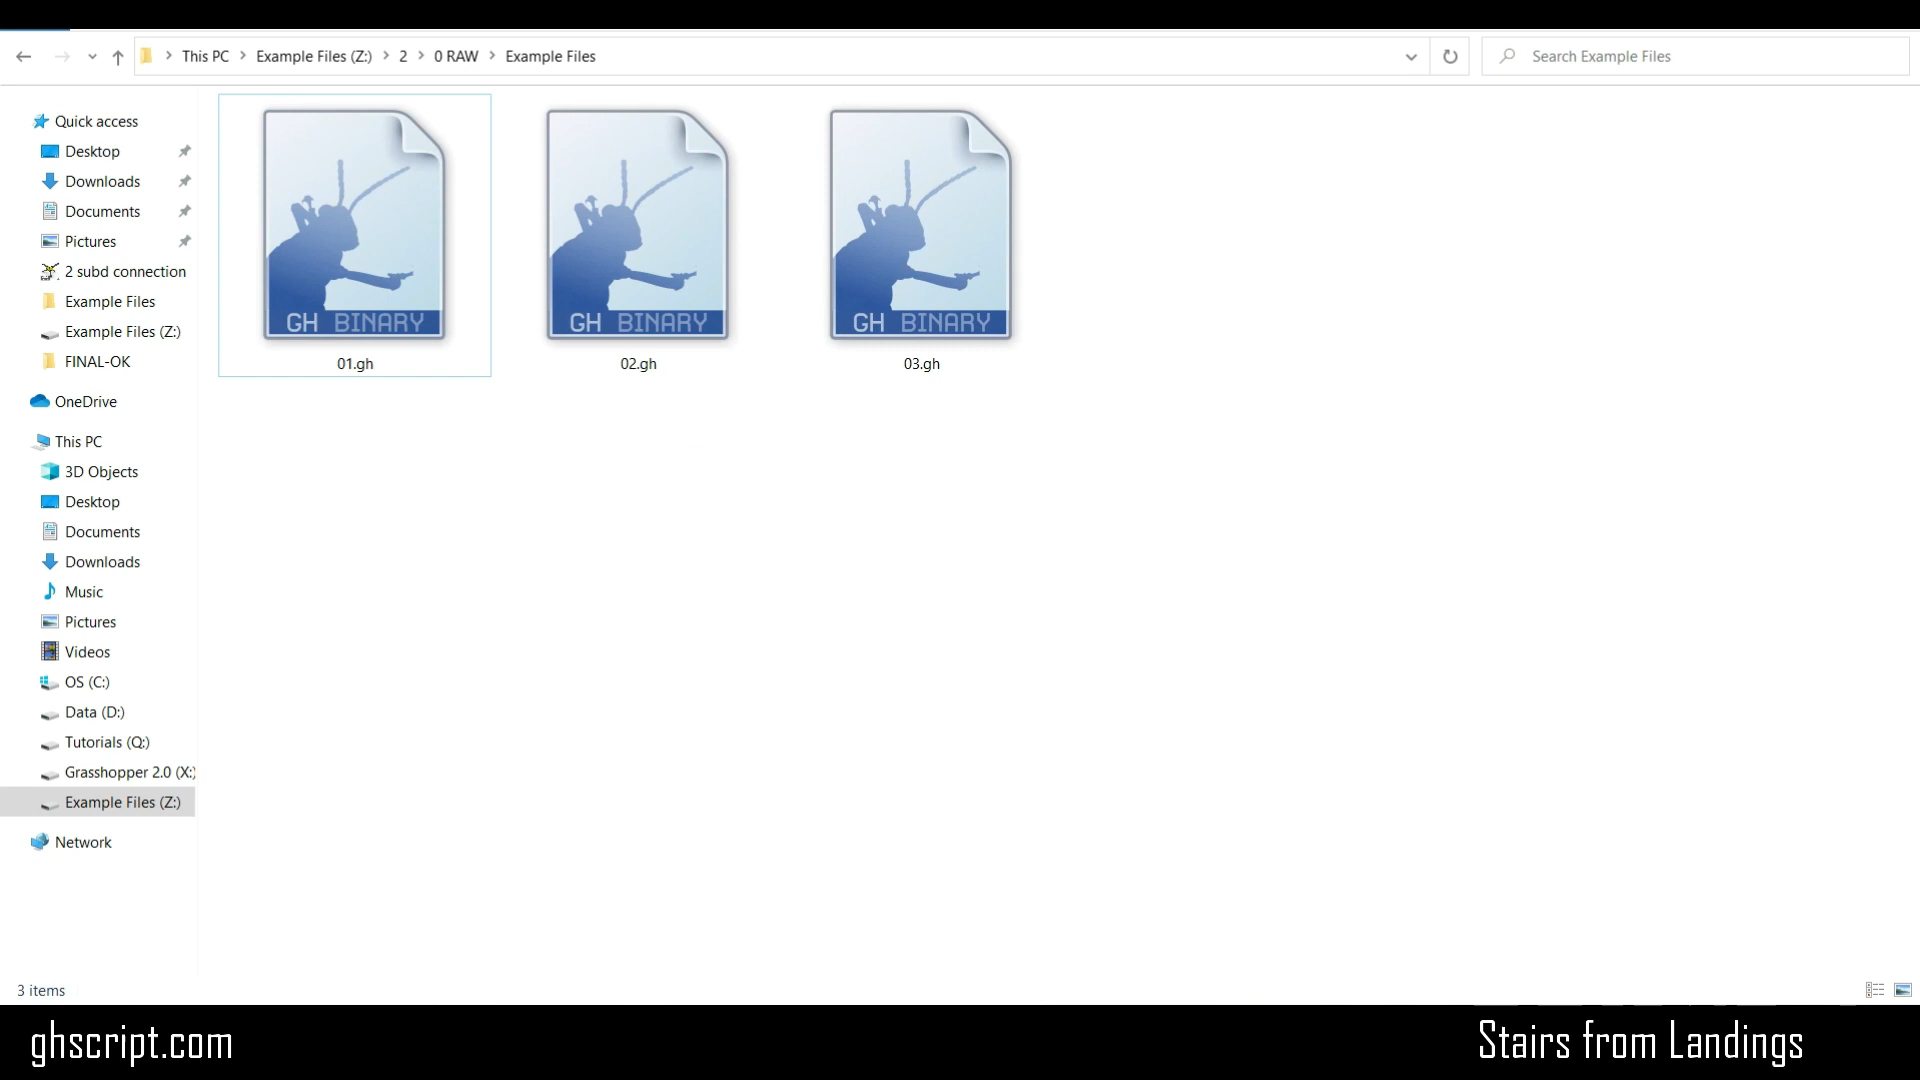 This PC
Example Files (Z:)
2
0 RAW
Example Files
Search Example Files
Quick access
Desktop
Downloads
Documents
Pictures
2 subd connection
Example Files
Example Files (Z:)
FINAL-OK
OneDrive
This PC
3D Objects
Desktop
Documents
Downloads
Music
Pictures
Videos
OS (C:)
Data (D:)
Tutorials (Q:)
Grasshopper 2.0 (X:)
Example Files (Z:)
Network
GH BINARY
01.gh
GH BINARY
02.gh
GH BINARY
03.gh
3 items
ghscript.com
Stairs from Landings